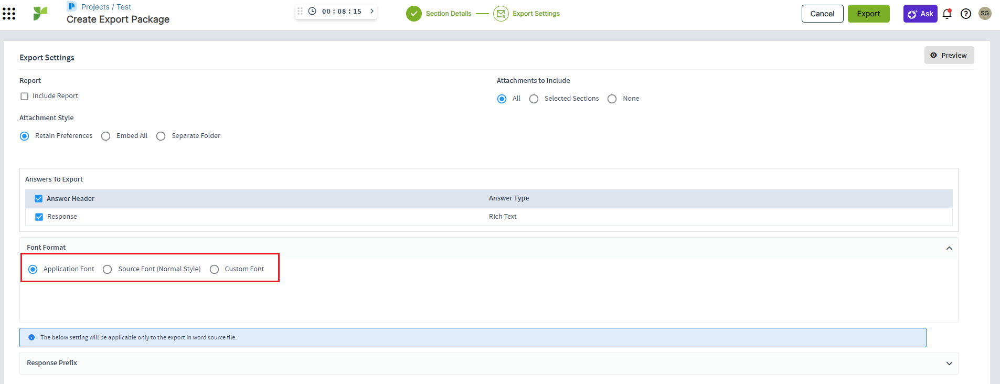 Projects / Test
Create Export Package
00 : 08 : 15
Section Details
Export Settings
Cancel
Export
Ask
SG
Export Settings
Preview
Report
Attachments to Include
Include Report
All
Selected Sections
None
Attachment Style
Retain Preferences
Embed All
Separate Folder
Answers To Export
Answer Header
Answer Type
Response
Rich Text
Font Format
Application Font
Source Font (Normal Style)
Custom Font
The below setting will be applicable only to the export in word source file.
Response Prefix